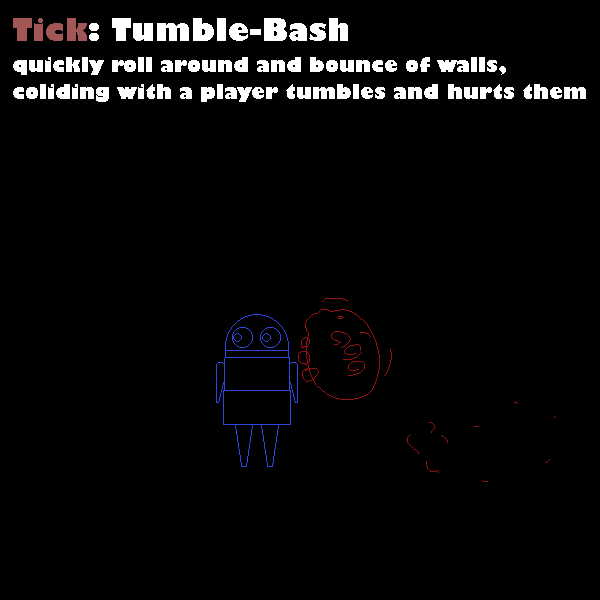 Tick: Tumble-Bash
quickly roll around and bounce of walls,
coliding with a player tumbles and hurts them